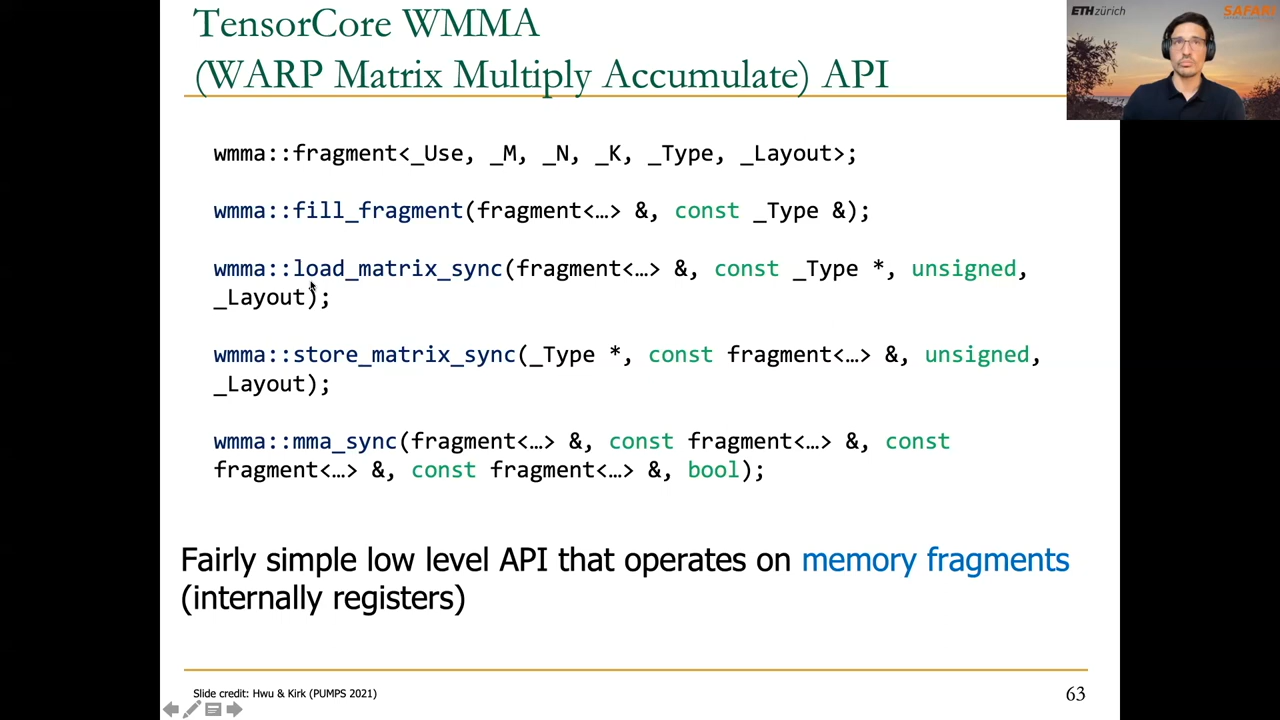 TensorCore WMMA
(WARP Matrix Multiply Accumulate) API
ETHzürich
SAFARI
wmma::fragment<_Use, _M, _N, _K, _Type, _Layout>;
wmma::fill_fragment(fragment<…> &, const _Type &);
wmma::load_matrix_sync(fragment<…> &, const _Type *, unsigned,
_Layout);
wmma::store_matrix_sync(_Type *, const fragment<…> &, unsigned,
_Layout);
wmma::mma_sync(fragment<…> &, const fragment<…> &, const
fragment<…> &, const fragment<…> &, bool);
Fairly simple low level API that operates on memory fragments
(internally registers)
Slide credit: Hwu & Kirk (PUMPS 2021)
63